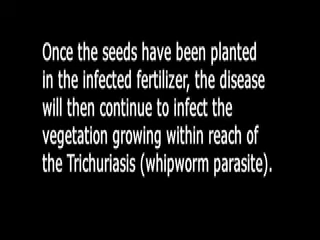 Once the seeds have been planted
in the infected fertilizer, the disease
will then continue to infect the
vegetation growing within reach of
the Trichuriasis (whipworm parasite).